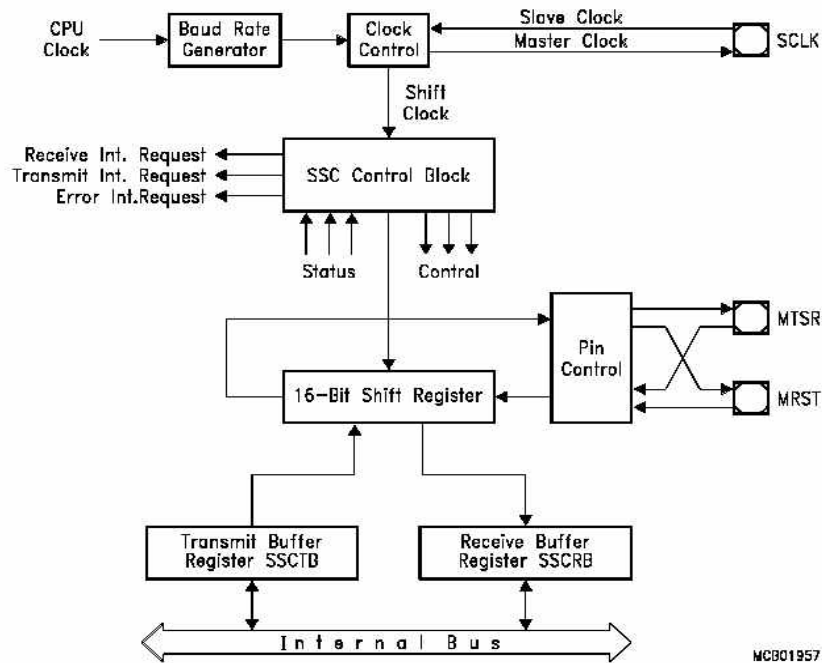 CPU
Clock
Baud Rate
Generator
Clock
Control
Slave Clock
Master Clock
SCLK
Shift
Clock
Receive Int. Request
Transmit Int. Request
Error Int.Request
SSC Control Block
Status
Control
MTSR
Pin
Control
MRST
16-Bit Shift Register
Transmit Buffer
Register SSCTB
Receive Buffer
Register SSCRB
Internal Bus
MCB01957